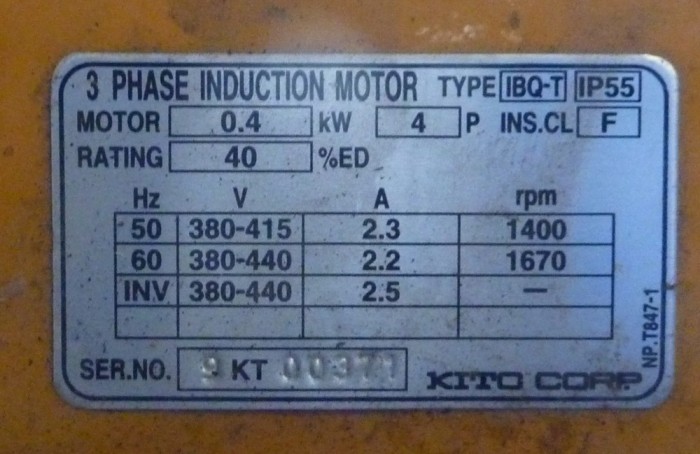 3 PHASE INDUCTION MOTOR TYPE IBQ-T IP55
MOTOR 0.4 kW 4 P INS.CL F
RATING 40 %ED
Hz V A rpm
50 380-415 2.3 1400
60 380-440 2.2 1670
INV 380-440 2.5 —
SER.NO. 9 KT 00371
KITO CORP
NP.T847-1